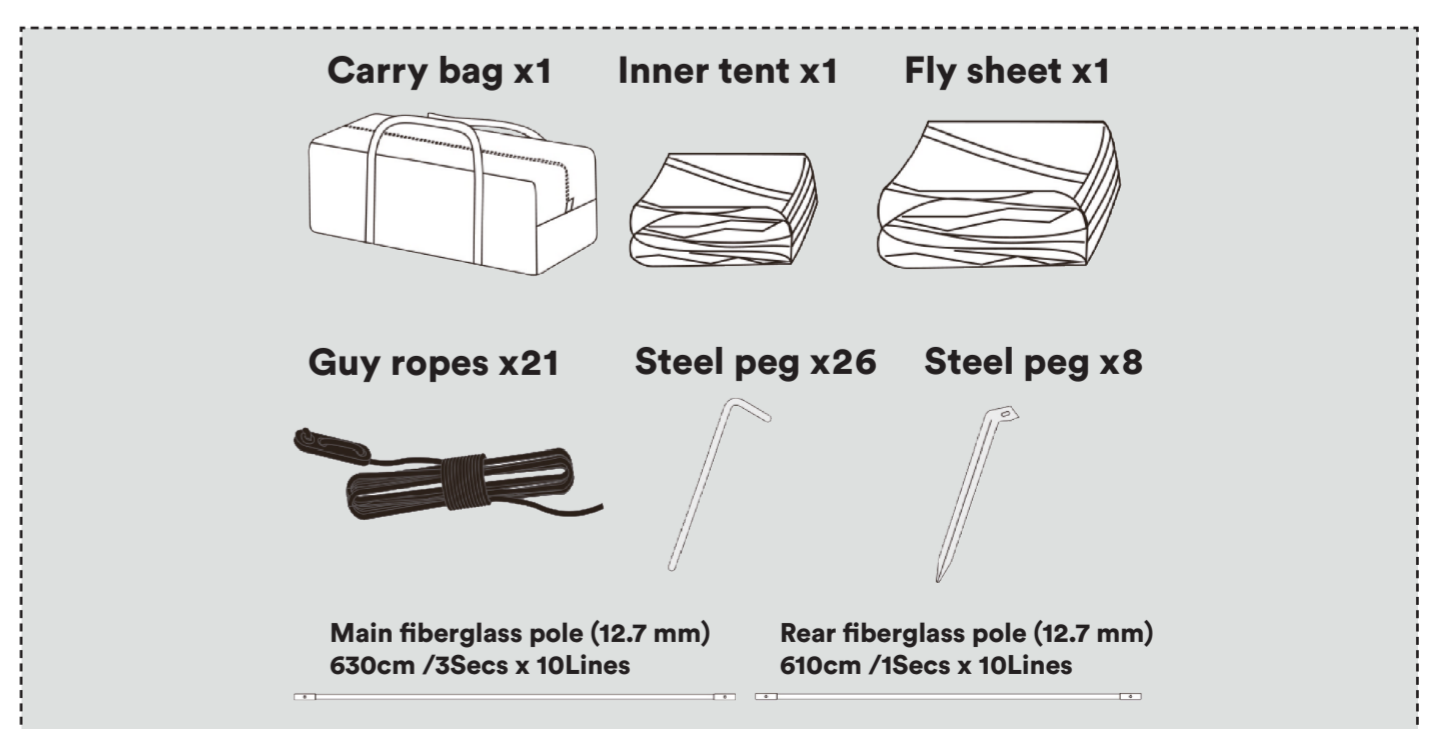 Carry bag x1
Inner tent x1
Fly sheet x1
Guy ropes x21
Steel peg x26
Steel peg x8
Main fiberglass pole (12.7 mm)
630cm /3Secs x 10Lines
Rear fiberglass pole (12.7 mm)
610cm /1Secs x 10Lines